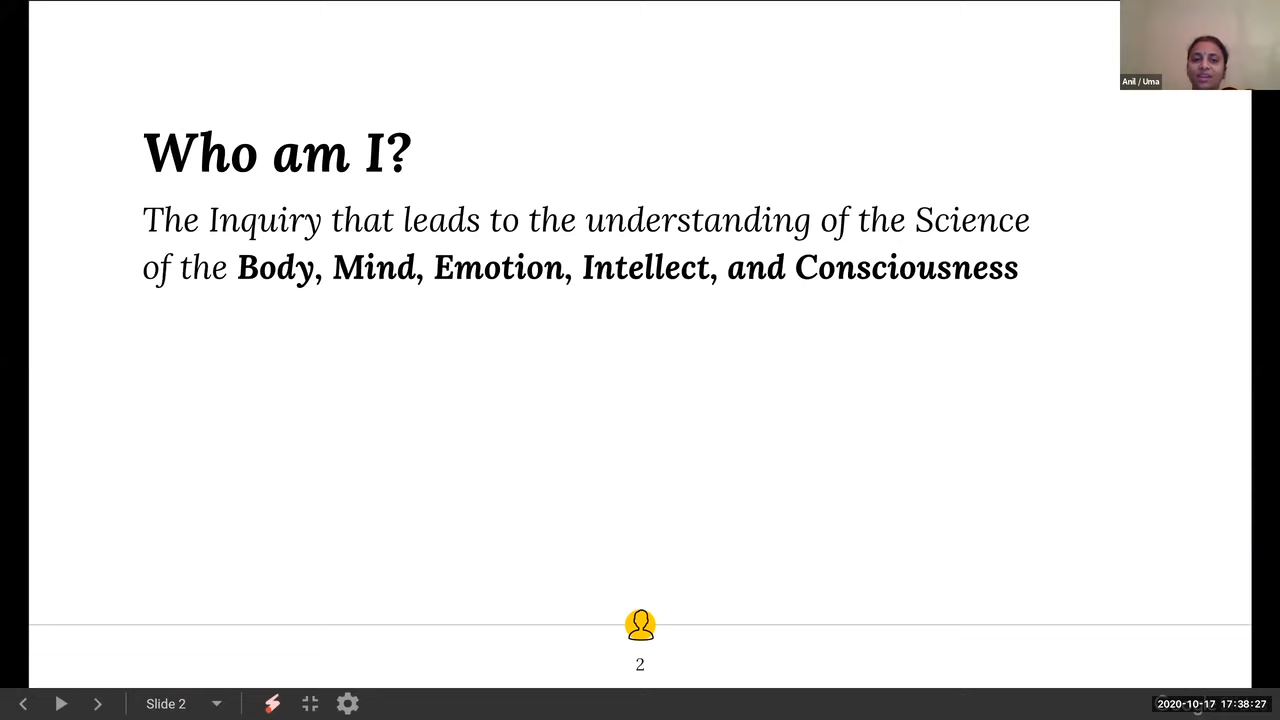 Anil / Uma
Who am I?
The Inquiry that leads to the understanding of the Science
of the Body, Mind, Emotion, Intellect, and Consciousness
2
Slide 2
2020-10-17 17:38:27